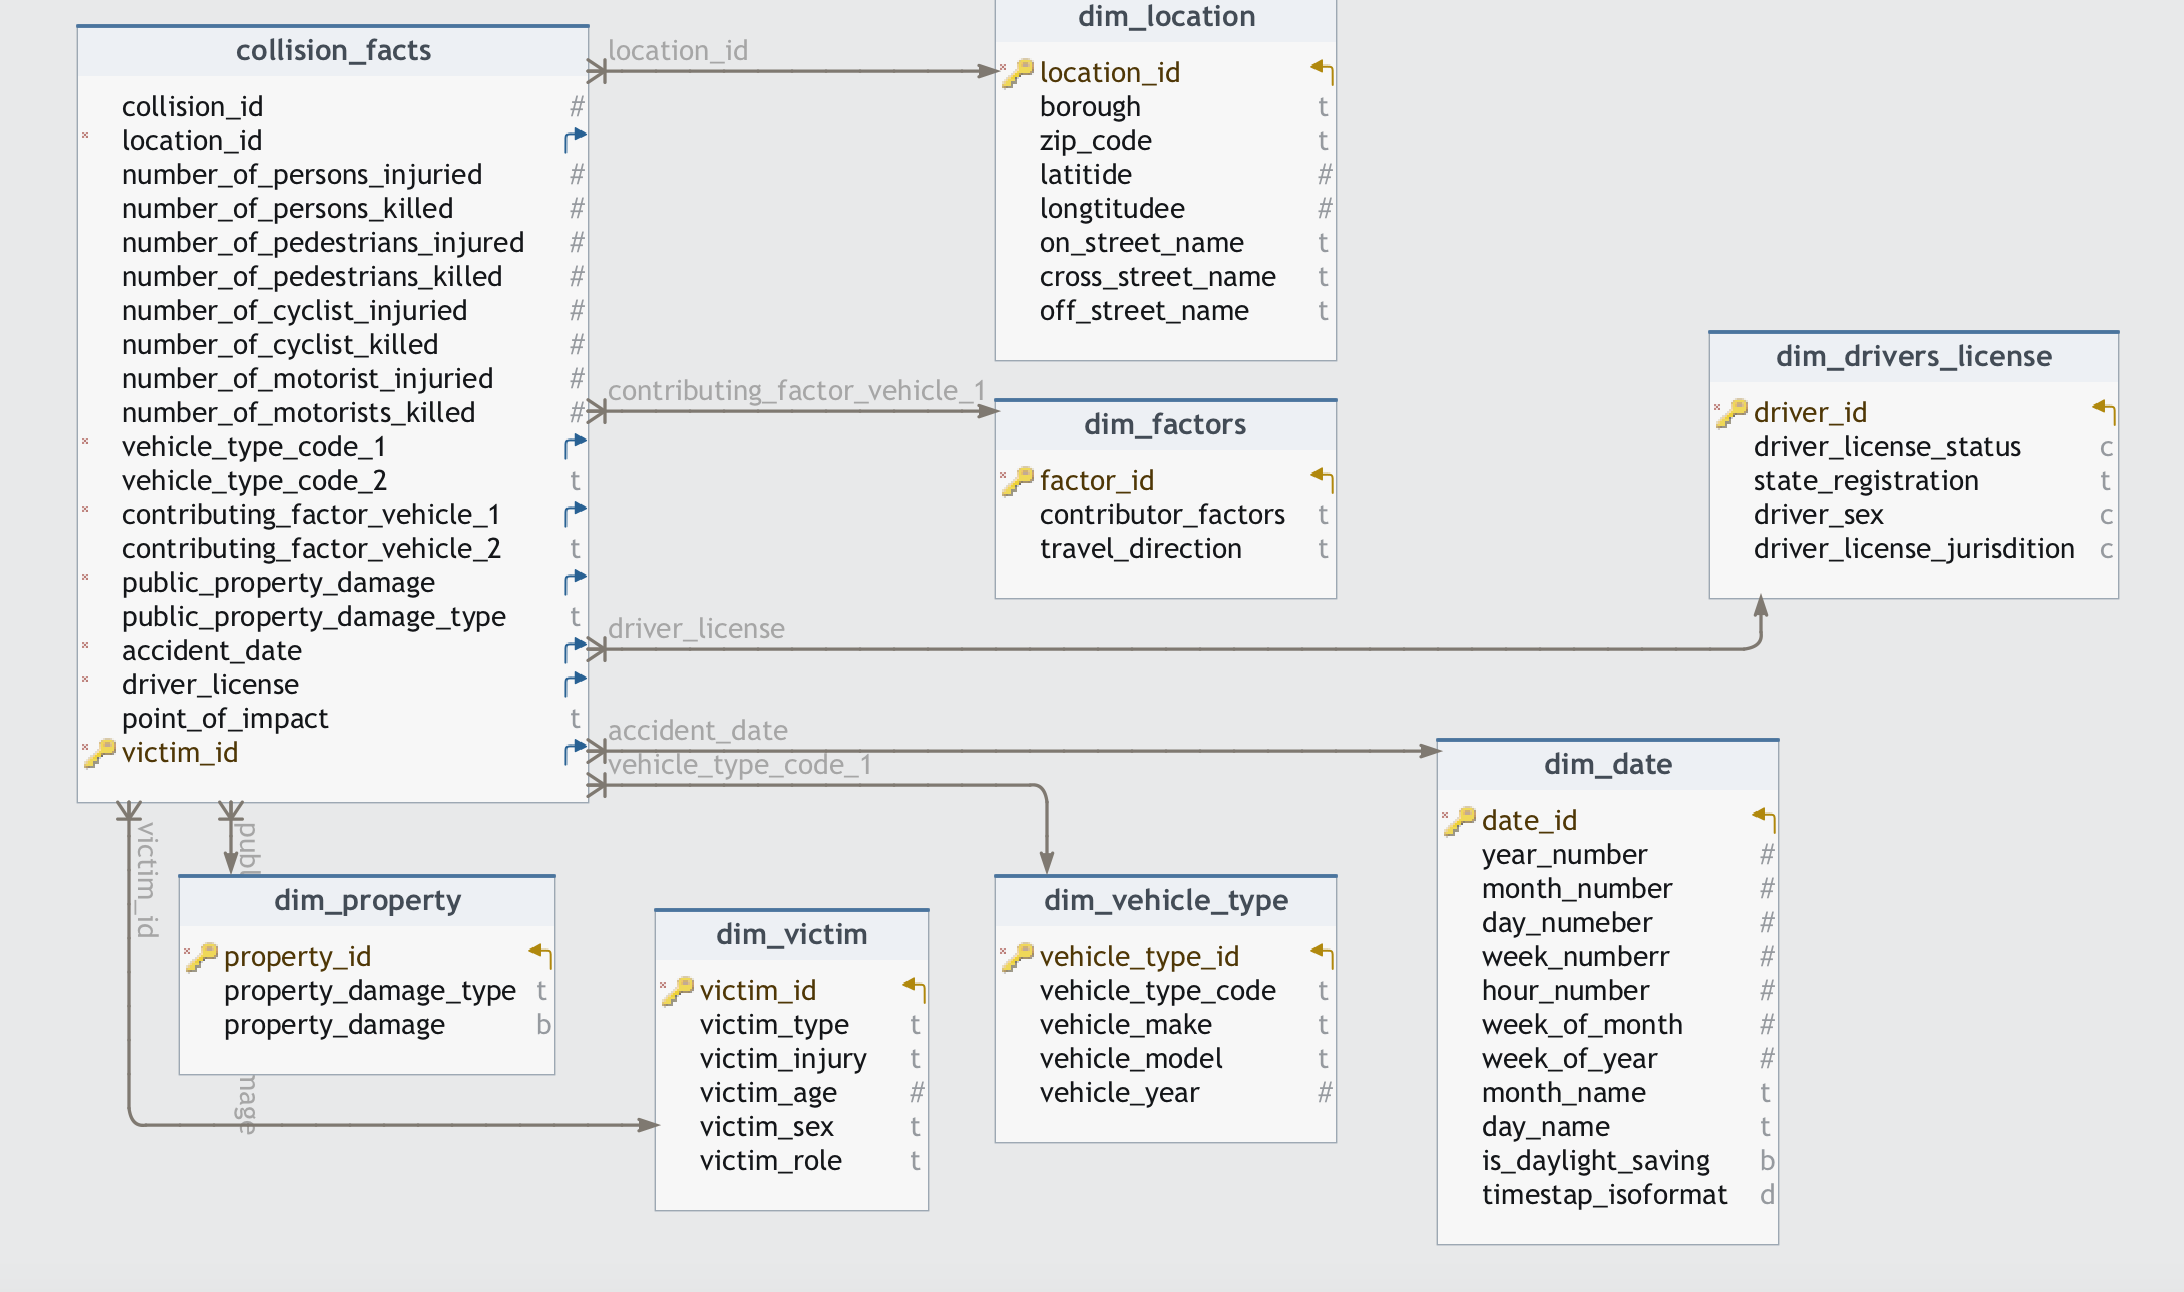 collision_facts
collision_id #
location_id
number_of_persons_injuried #
number_of_persons_killed #
number_of_pedestrians_injured #
number_of_pedestrians_killed #
number_of_cyclist_injuried #
number_of_cyclist_killed #
number_of_motorist_injuried #
number_of_motorists_killed #
vehicle_type_code_1
vehicle_type_code_2 t
contributing_factor_vehicle_1
contributing_factor_vehicle_2 t
public_property_damage
public_property_damage_type t
accident_date
driver_license
point_of_impact t
victim_id
location_id
contributing_factor_vehicle_1
driver_license
accident_date
vehicle_type_code_1
victim_id
publ
mage
dim_location
location_id
borough t
zip_code t
latitide #
longtitudee #
on_street_name t
cross_street_name t
off_street_name t
dim_factors
factor_id
contributor_factors t
travel_direction t
dim_drivers_license
driver_id
driver_license_status c
state_registration t
driver_sex c
driver_license_jurisdition c
dim_property
property_id
property_damage_type t
property_damage b
dim_victim
victim_id
victim_type t
victim_injury t
victim_age #
victim_sex t
victim_role t
dim_vehicle_type
vehicle_type_id
vehicle_type_code t
vehicle_make t
vehicle_model t
vehicle_year #
dim_date
date_id
year_number #
month_number #
day_numeber #
week_numberr #
hour_number #
week_of_month #
week_of_year #
month_name t
day_name t
is_daylight_saving b
timestap_isoformat d